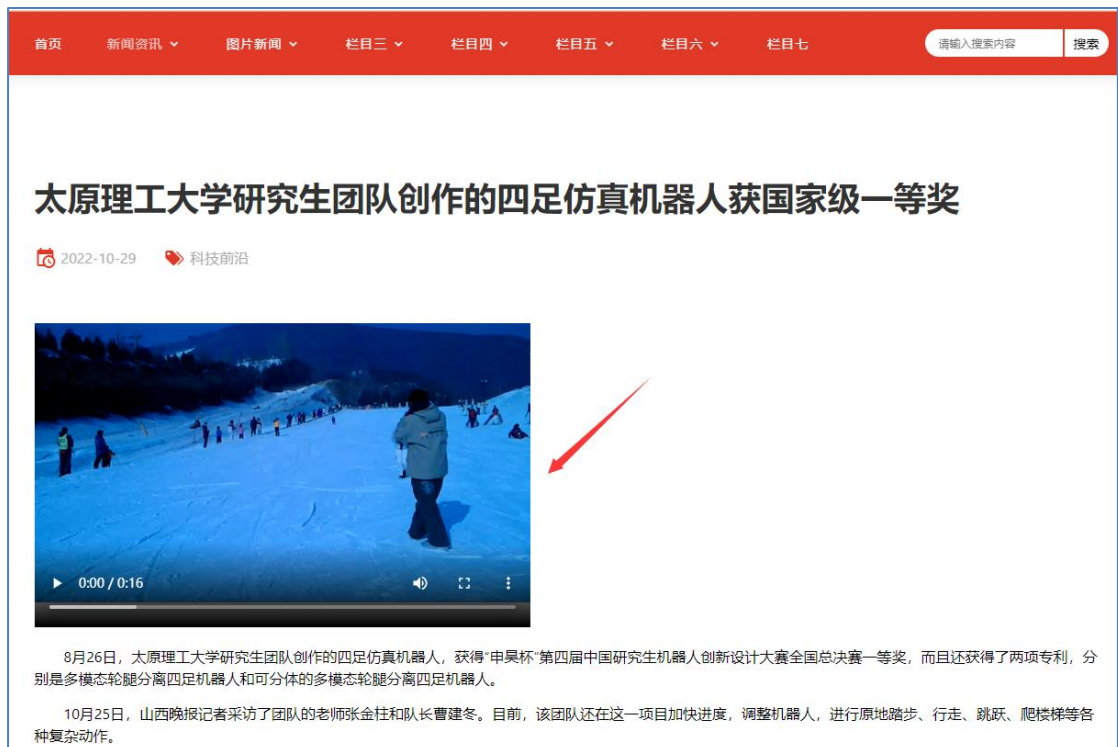 首页 新闻资讯 图片新闻 栏目三 栏目四 栏目五 栏目六 栏目七 请输入搜索内容 搜索
太原理工大学研究生团队创作的四足仿真机器人获国家级一等奖
2022-10-29 科技前沿
0:00 / 0:16
8月26日，太原理工大学研究生团队创作的四足仿真机器人，获得“申昊杯”第四届中国研究生机器人创新设计大赛全国总决赛一等奖，而且还获得了两项专利，分
别是多模态轮腿分离四足机器人和可分体的多模态轮腿分离四足机器人。
10月25日，山西晚报记者采访了团队的老师张金柱和队长曹建冬。目前，该团队还在这一项目加快进度，调整机器人，进行原地踏步、行走、跳跃、爬楼梯等各
种复杂动作。